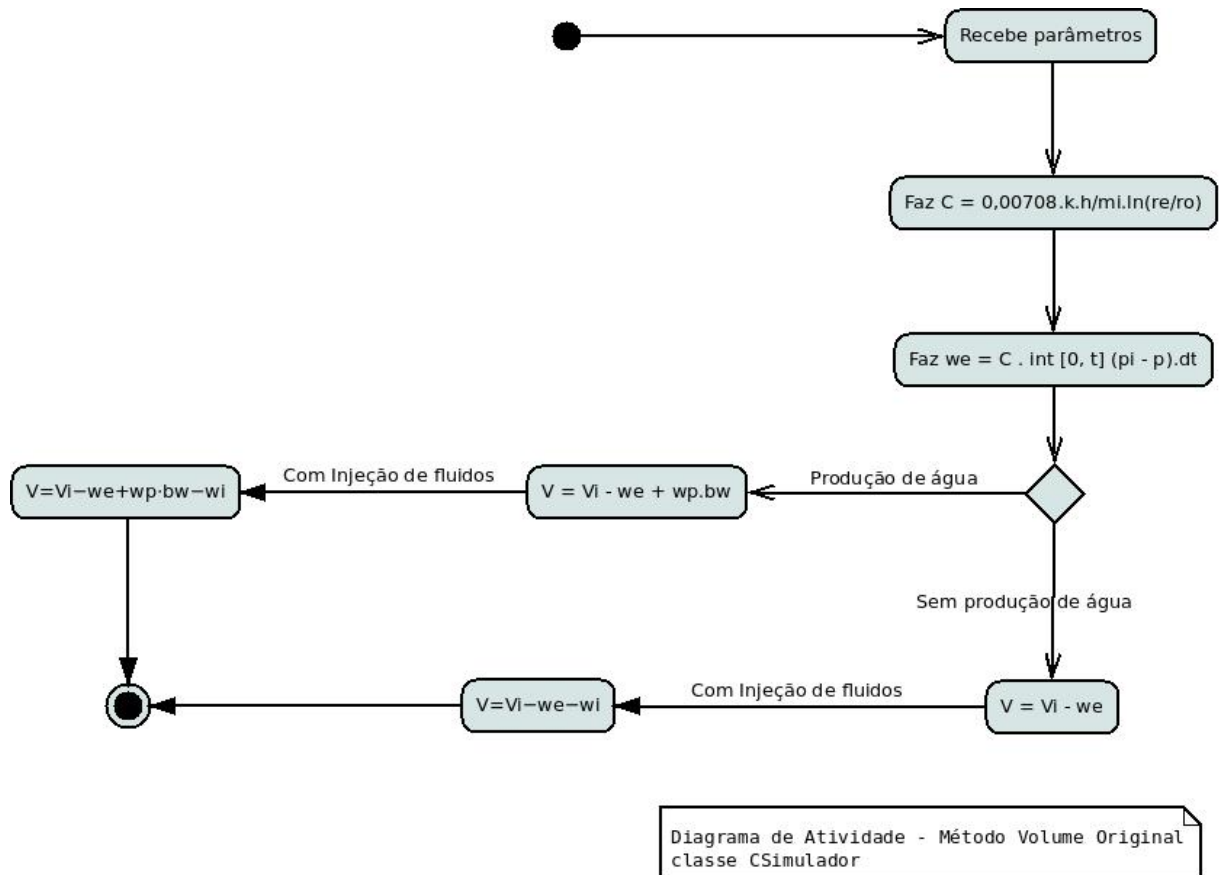 Recebe parâmetros
Faz C = 0,00708.k.h/mi.ln(re/ro)
Faz we = C . int [0, t] (pi - p).dt
Produção de água
V = Vi - we + wp.bw
Com Injeção de fluidos
V=Vi−we+wp·bw−wi
Sem produção de água
V = Vi - we
Com Injeção de fluidos
V=Vi−we−wi
Diagrama de Atividade - Método Volume Original
classe CSimulador